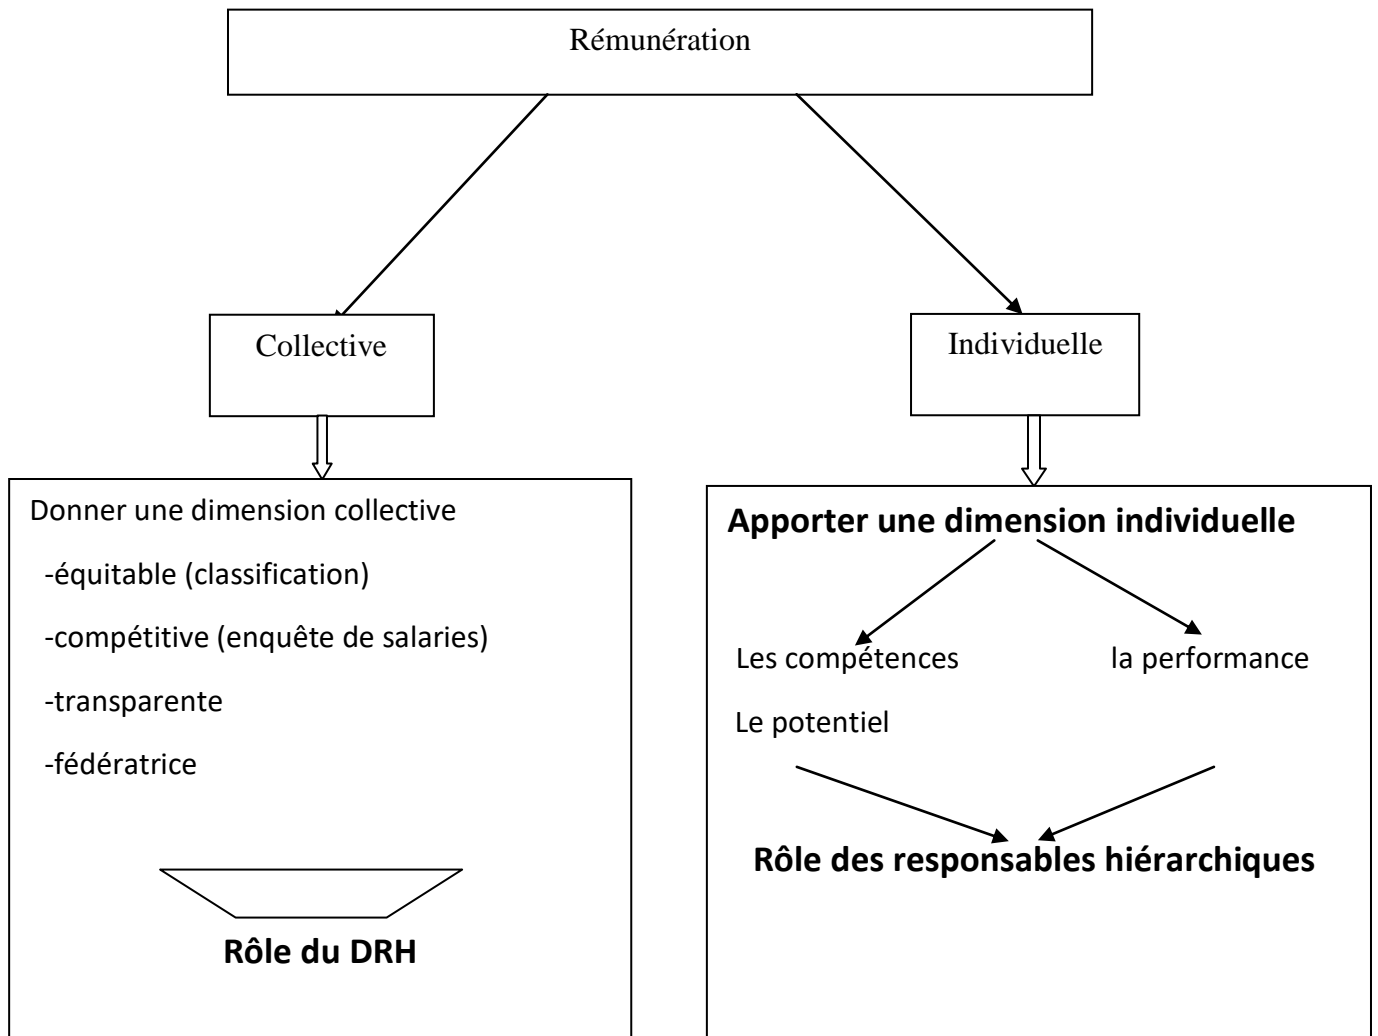 Rémunération
Collective
Individuelle
Donner une dimension collective
-équitable (classification)
-compétitive (enquête de salaries)
-transparente
-fédératrice
Rôle du DRH
Apporter une dimension individuelle
Les compétences la performance
Le potentiel
Rôle des responsables hiérarchiques